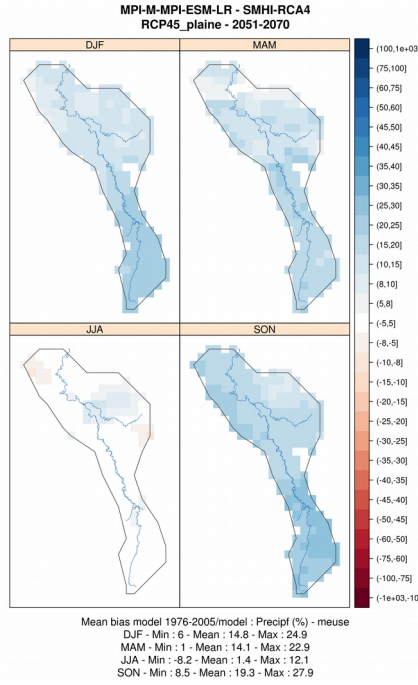 MPI-M-MPI-ESM-LR - SMHI-RCA4
RCP45_plaine - 2051-2070
DJF
MAM
JJA
SON
(100,1e+03]
(75,100]
(60,75]
(50,60]
(45,50]
(40,45]
(35,40]
(30,35]
(25,30]
(20,25]
(15,20]
(10,15]
(8,10]
(5,8]
(-5,5]
(-8,-5]
(-10,-8]
(-15,-10]
(-20,-15]
(-25,-20]
(-30,-25]
(-35,-30]
(-40,-35]
(-45,-40]
(-50,-45]
(-60,-50]
(-75,-60]
(-100,-75]
(-1e+03,-10
Mean bias model 1976-2005/model : Precipf (%) - meuse
DJF - Min : 6 - Mean : 14.8 - Max : 24.9
MAM - Min : 1 - Mean : 14.1 - Max : 22.9
JJA - Min : -8.2 - Mean : 1.4 - Max : 12.1
SON - Min : 8.5 - Mean : 19.3 - Max : 27.9